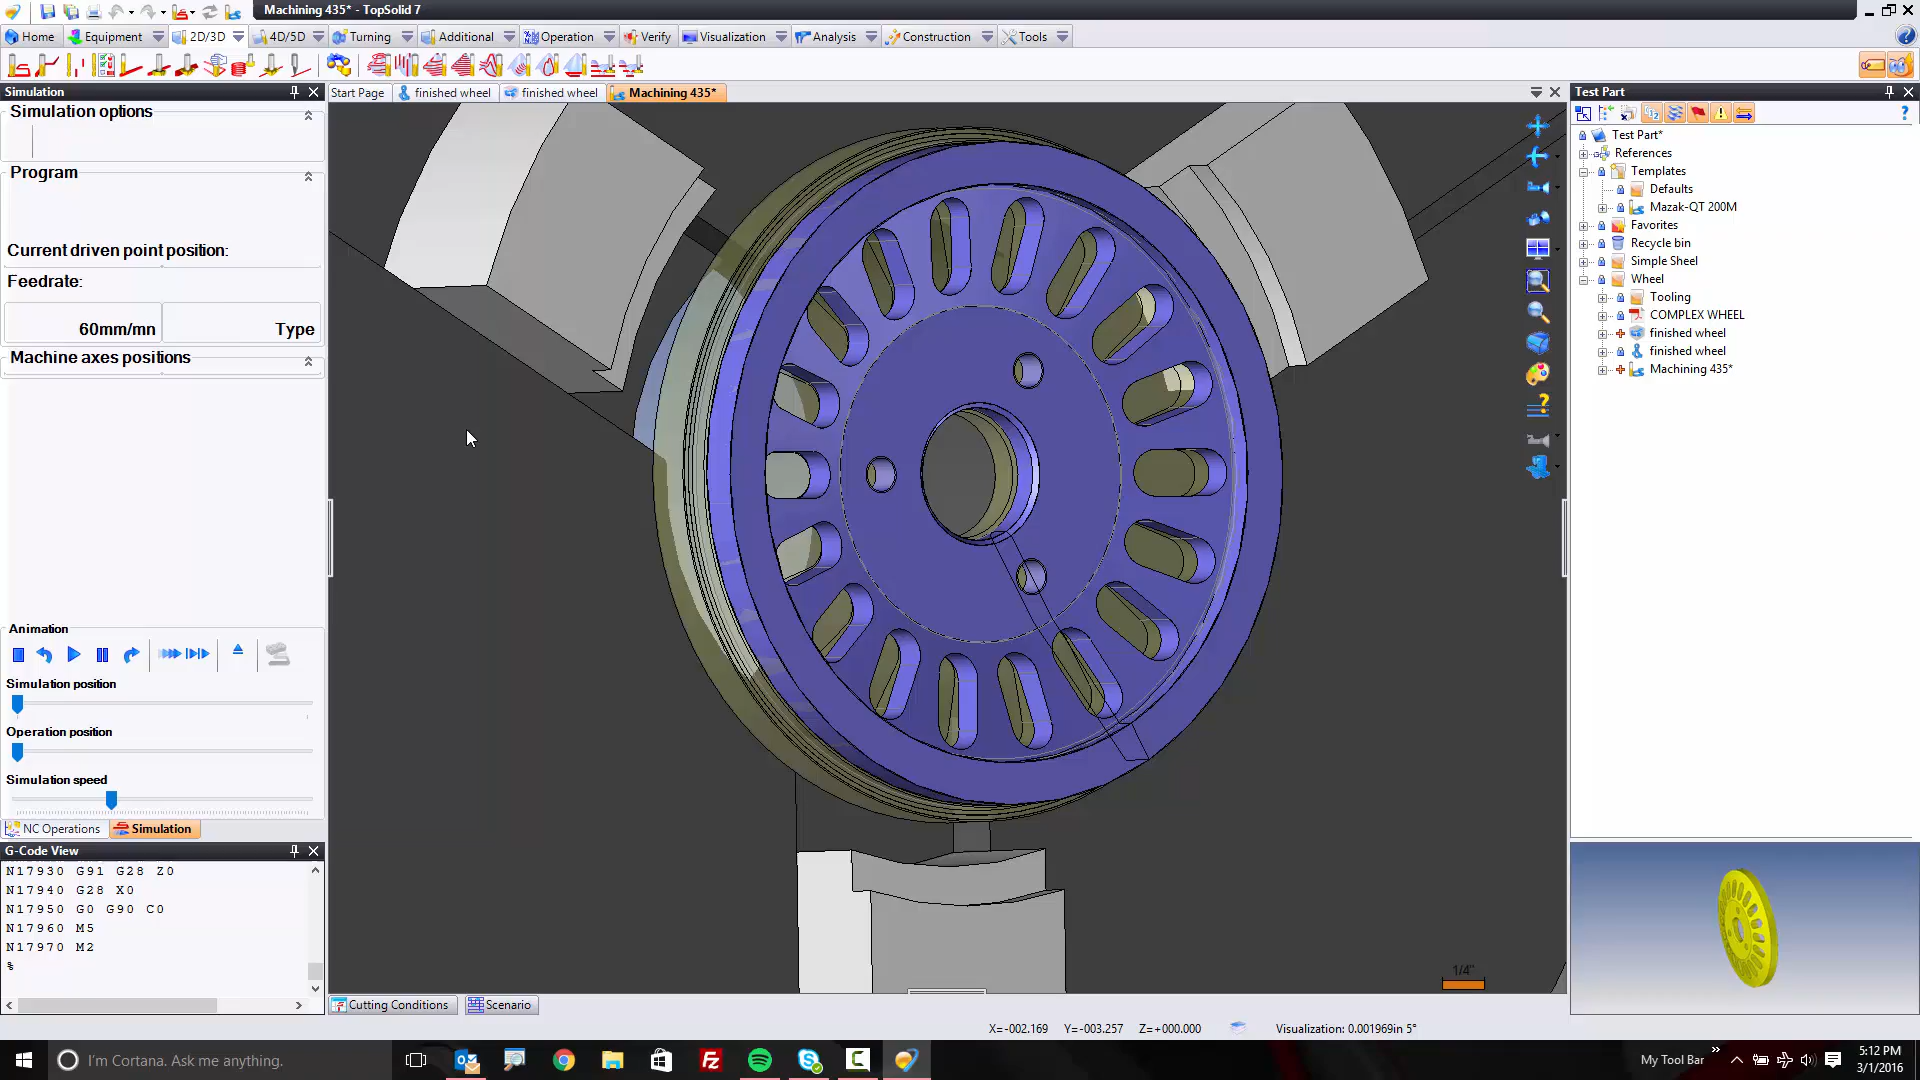 Machining 435* - TopSolid 7
Home
Equipment
2D/3D
4D/5D
Turning
Additional
Operation
Verify
Visualization
Analysis
Construction
Tools
Simulation
Start Page
finished wheel
finished wheel
Machining 435*
Test Part
Simulation options
Program
Current driven point position:
Feedrate:
60mm/mn
Type
Machine axes positions
Animation
Simulation position
Operation position
Simulation speed
NC Operations
Simulation
G-Code View
N17930 G91 G28 Z0
N17940 G28 X0
N17950 G0 G90 C0
N17960 M5
N17970 M2
%
Test Part*
References
Templates
Defaults
Mazak-QT 200M
Favorites
Recycle bin
Simple Sheel
Wheel
Tooling
COMPLEX WHEEL
finished wheel
finished wheel
Machining 435*
1/4"
Cutting Conditions
Scenario
X=-002.169 Y=-003.257 Z=+000.000
Visualization: 0.001969in 5°
I'm Cortana. Ask me anything.
My Tool Bar
5:12 PM
3/1/2016